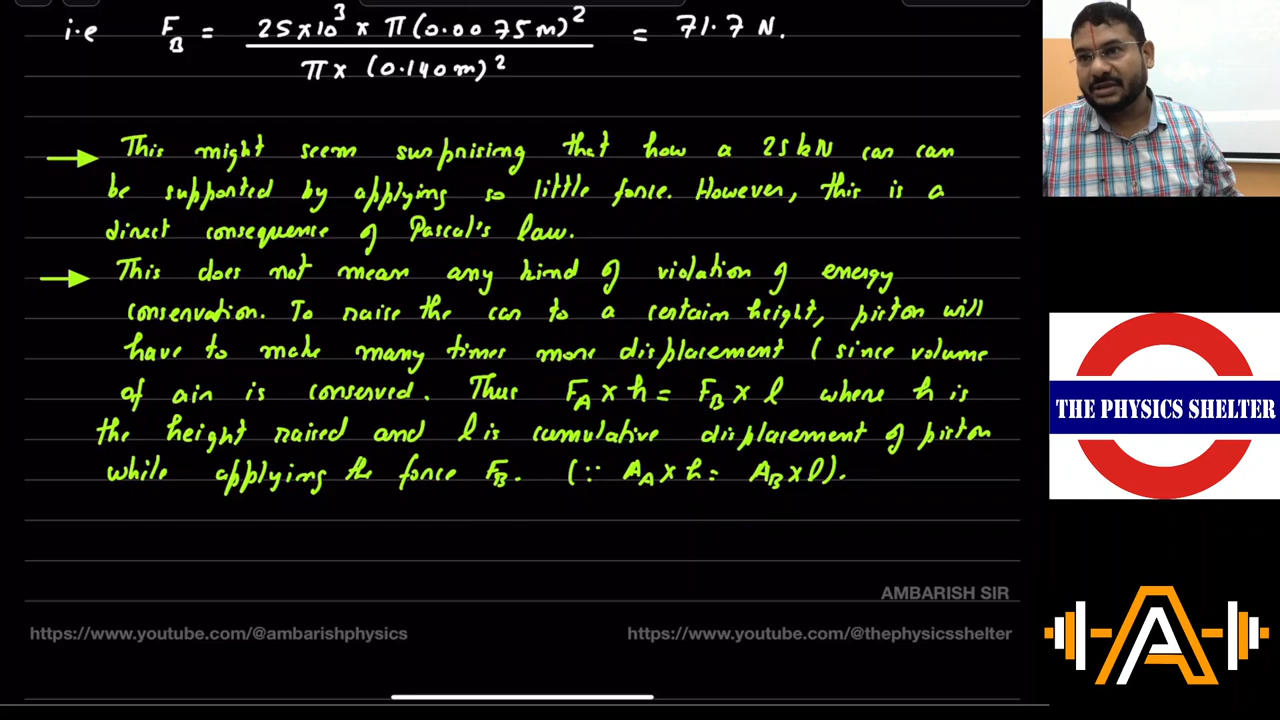 i.e F_B = 25×10³ × π(0.0075m)² / π× (0.140m)² = 71.7 N.
→ This might seem surprising that how a 25kN car can
be supported by applying so little force. However, this is a
direct consequence of Pascal's law.
→ This does not mean any kind of violation of energy
conservation. To raise the car to a certain height, piston will
have to make many times more displacement ( since volume
of air is conserved. Thus F_A × h = F_B × l where h is
the height raised and l is cumulative displacement of piston
while applying the force F_B. (∵ A_A × h = A_B × l).
THE PHYSICS SHELTER
AMBARISH SIR
https://www.youtube.com/@ambarishphysics
https://www.youtube.com/@thephysicsshelter